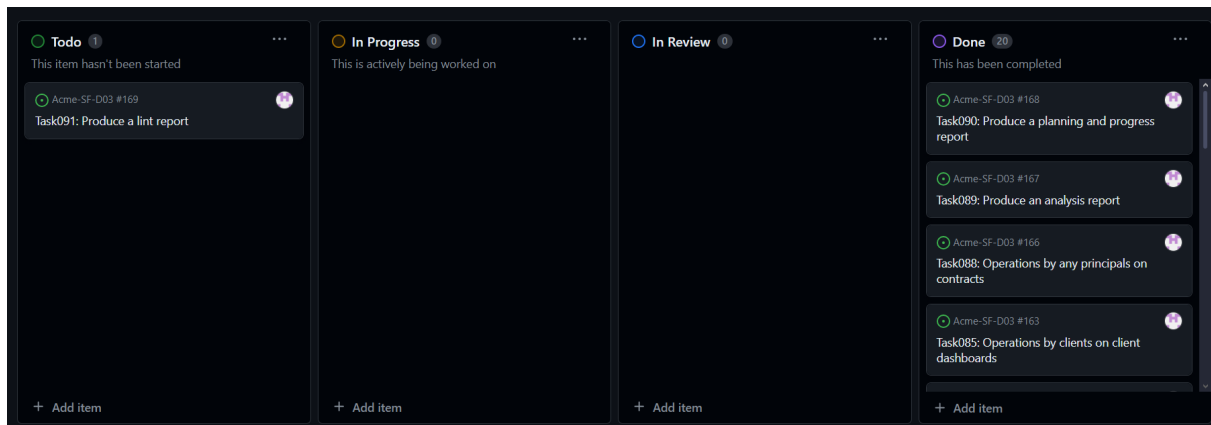 Todo 1
This item hasn't been started
Acme-SF-D03 #169
Task091: Produce a lint report
+ Add item
In Progress 0
This is actively being worked on
+ Add item
In Review 0
+ Add item
Done 20
This has been completed
Acme-SF-D03 #168
Task090: Produce a planning and progress
report
Acme-SF-D03 #167
Task089: Produce an analysis report
Acme-SF-D03 #166
Task088: Operations by any principals on
contracts
Acme-SF-D03 #163
Task085: Operations by clients on client
dashboards
+ Add item